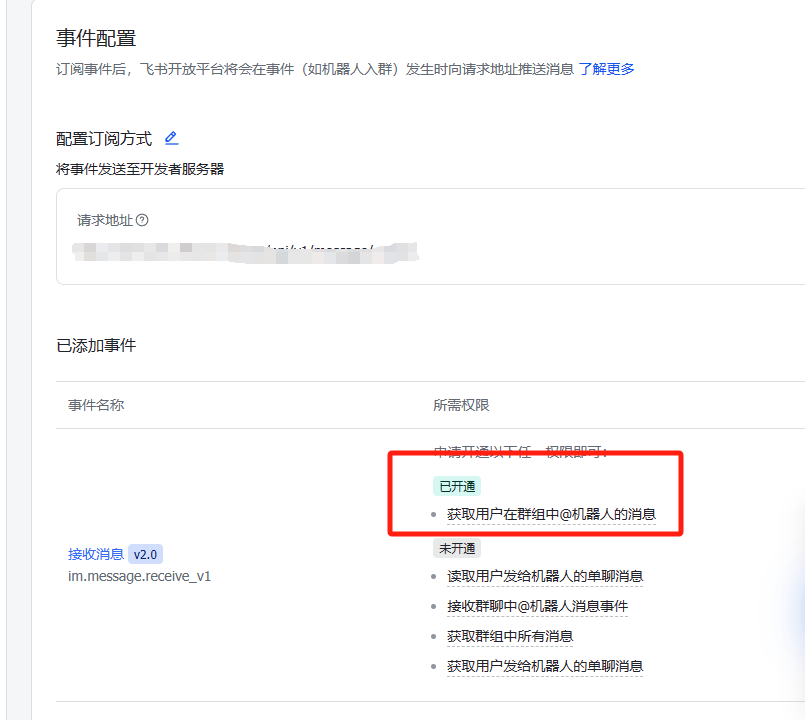 事件配置
订阅事件后，飞书开放平台将会在事件（如机器人入群）发生时向请求地址推送消息 了解更多
配置订阅方式
将事件发送至开发者服务器
请求地址
已添加事件
事件名称 所需权限
申请开通以下任一权限即可：
已开通
获取用户在群组中@机器人的消息
接收消息 v2.0
im.message.receive_v1
未开通
读取用户发给机器人的单聊消息
接收群聊中@机器人消息事件
获取群组中所有消息
获取用户发给机器人的单聊消息